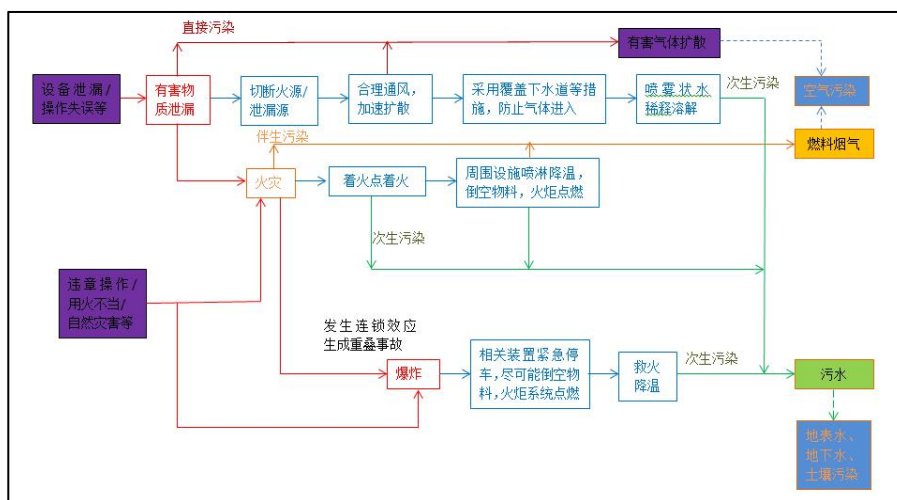 直接污染
有害气体扩散
设备泄漏/
操作失误等
有害物
质泄漏
切断火源/
泄漏源
合理通风，
加速扩散
采用覆盖下水道等措
施，防止气体进入
喷雾状水
稀释溶解
次生污染
空气污染
伴生污染
燃料烟气
火灾
着火点着火
周围设施喷淋降温，
倒空物料，火炬点燃
次生污染
违章操作/
用火不当/
自然灾害等
发生连锁效应
生成重叠事故
爆炸
相关装置紧急停
车，尽可能倒空物
料，火炬系统点燃
救火
降温
次生污染
污水
地表水、
地下水、
土壤污染